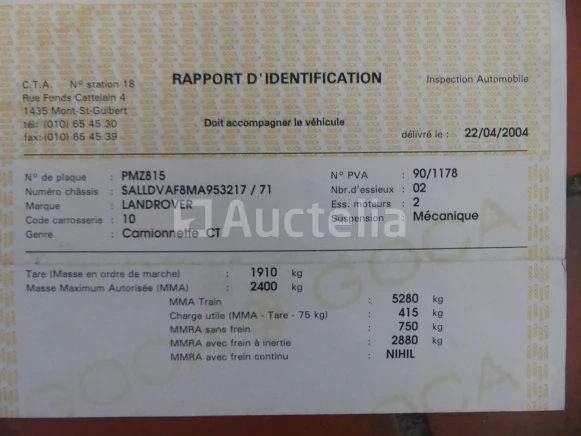 C.T.A. N° station 18
Rue Fonds Cattelain 4
1435 Mont-St-Guibert
tél: (010) 65 45 30
fax: (010) 65 45 39
RAPPORT D'IDENTIFICATION
Inspection Automobile
Doit accompagner le véhicule
délivré le : 22/04/2004
N° de plaque : PMZ815
Numéro châssis : SALLDVAF8MA953217 / 71
Marque : LANDROVER
Code carrosserie : 10
Genre : Camionnette CT
N° PVA : 90/1178
Nbr.d'essieux : 02
Ess. moteurs : 2
Suspension : Mécanique
Auctelia
Tare (Masse en ordre de marche) : 1910 kg
Masse Maximum Autorisée (MMA) : 2400 kg
MMA Train : 5280 kg
Charge utile (MMA - Tare - 75 kg) : 415 kg
MMRA sans frein : 750 kg
MMRA avec frein à inertie : 2880 kg
MMRA avec frein continu : NIHIL
GOCA
GOCA